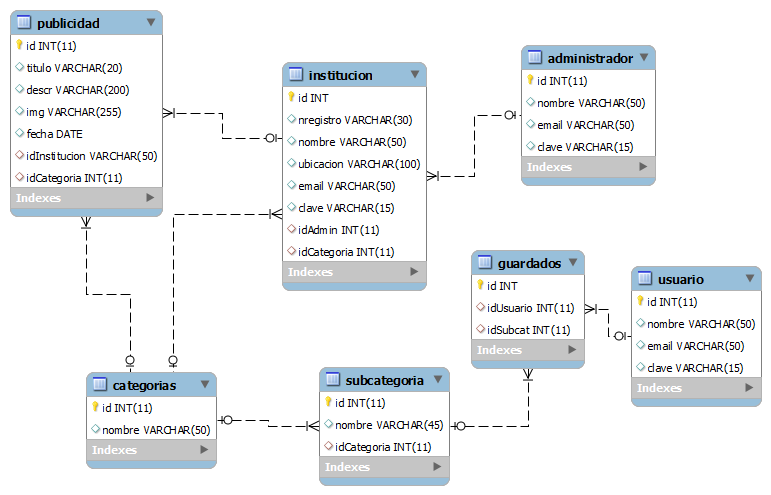 publicidad
id INT(11)
titulo VARCHAR(20)
descr VARCHAR(200)
img VARCHAR(255)
fecha DATE
idInstitucion VARCHAR(50)
idCategoria INT(11)
Indexes
institucion
id INT
nregistro VARCHAR(30)
nombre VARCHAR(50)
ubicacion VARCHAR(100)
email VARCHAR(50)
clave VARCHAR(15)
idAdmin INT(11)
idCategoria INT(11)
Indexes
administrador
id INT(11)
nombre VARCHAR(50)
email VARCHAR(50)
clave VARCHAR(15)
Indexes
guardados
id INT
idUsuario INT(11)
idSubcat INT(11)
Indexes
usuario
id INT(11)
nombre VARCHAR(50)
email VARCHAR(50)
clave VARCHAR(15)
Indexes
categorias
id INT(11)
nombre VARCHAR(50)
Indexes
subcategoria
id INT(11)
nombre VARCHAR(45)
idCategoria INT(11)
Indexes